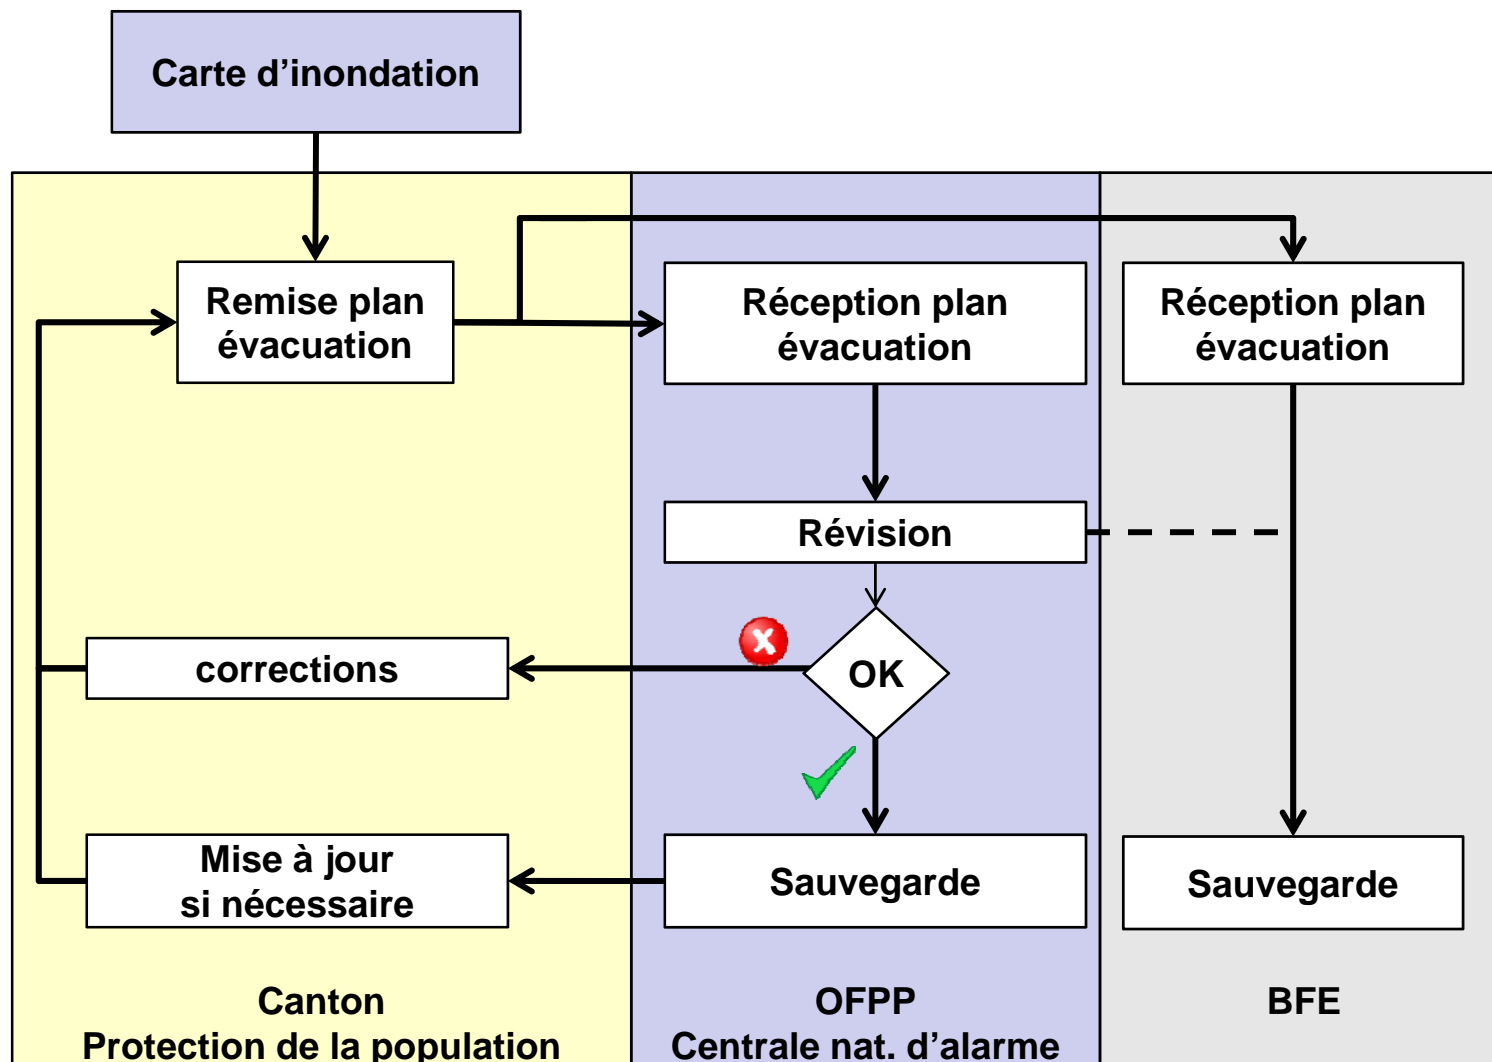 Carte d’inondation
Remise plan
évacuation
Réception plan
évacuation
Réception plan
évacuation
Révision
corrections
OK
Mise à jour
si nécessaire
Sauvegarde
Sauvegarde
Canton
Protection de la population
OFPP
Centrale nat. d’alarme
BFE